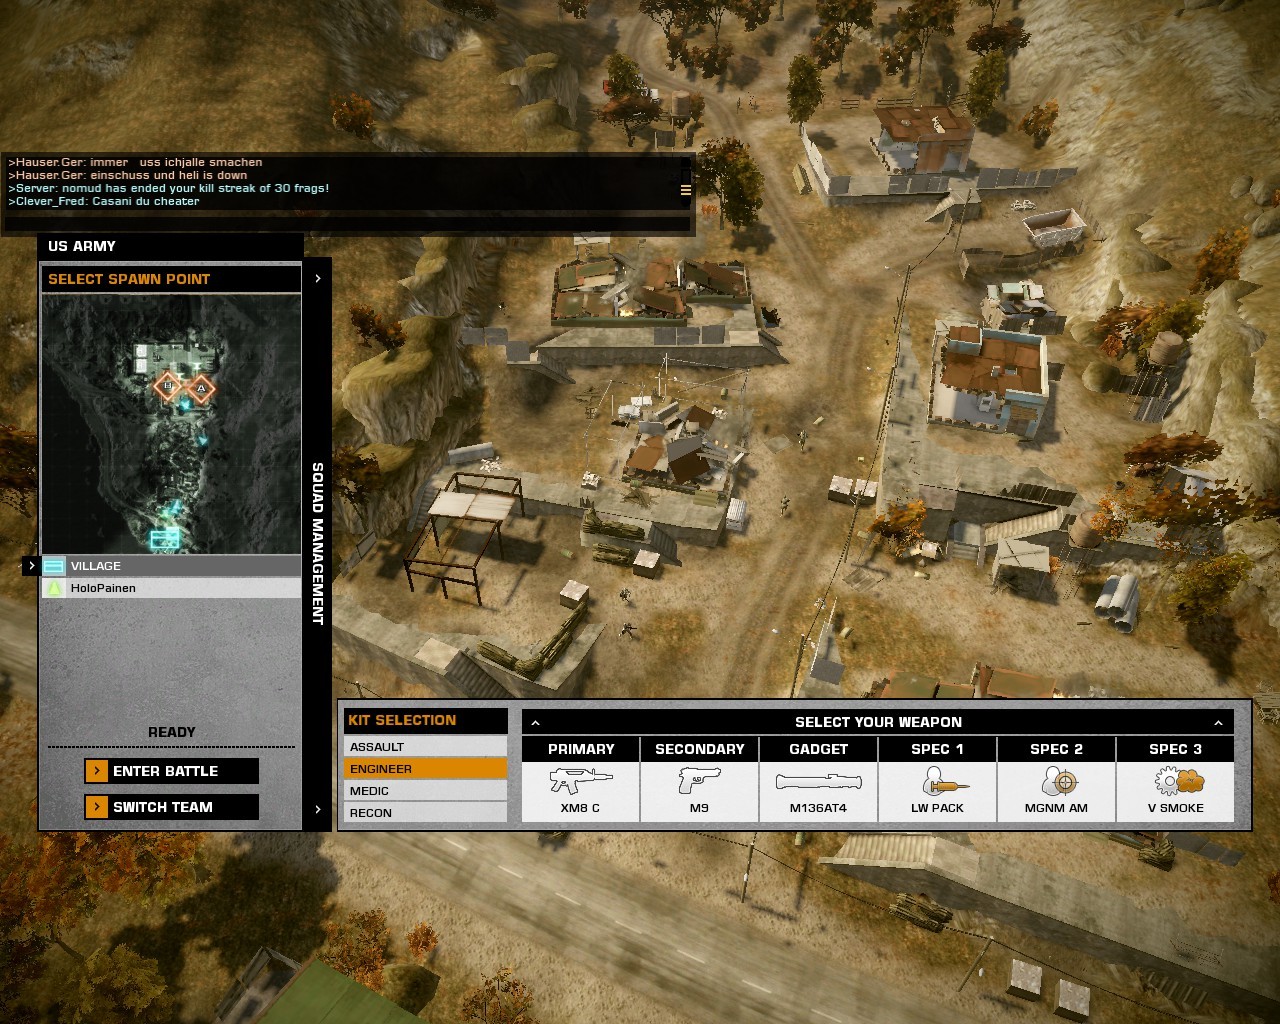 >Hauser.Ger: immer   uss ichjalle smachen
>Hauser.Ger: einschuss und heli is down
>Server: nomud has ended your kill streak of 30 frags!
>Clever_Fred: Casani du cheater
US ARMY
SELECT SPAWN POINT
B A
VILLAGE
HoloPainen
SQUAD MANAGEMENT
READY
ENTER BATTLE
SWITCH TEAM
KIT SELECTION
ASSAULT
ENGINEER
MEDIC
RECON
SELECT YOUR WEAPON
PRIMARY SECONDARY GADGET SPEC 1 SPEC 2 SPEC 3
XM8 C M9 M136AT4 LW PACK MGNM AM V SMOKE